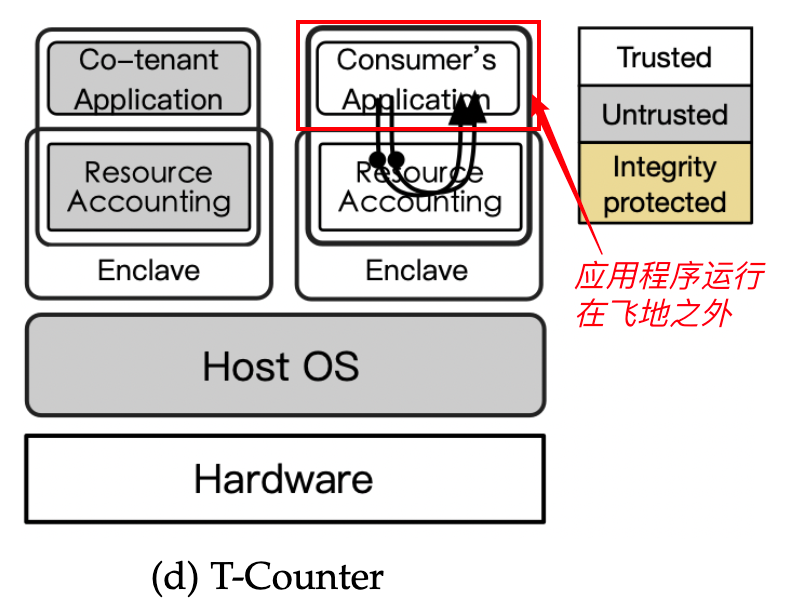 Co-tenant
Application
Resource
Accounting
Enclave
Consumer's
Application
Resource
Accounting
Enclave
Trusted
Untrusted
Integrity
protected
应用程序运行
在飞地之外
Host OS
Hardware
(d) T-Counter